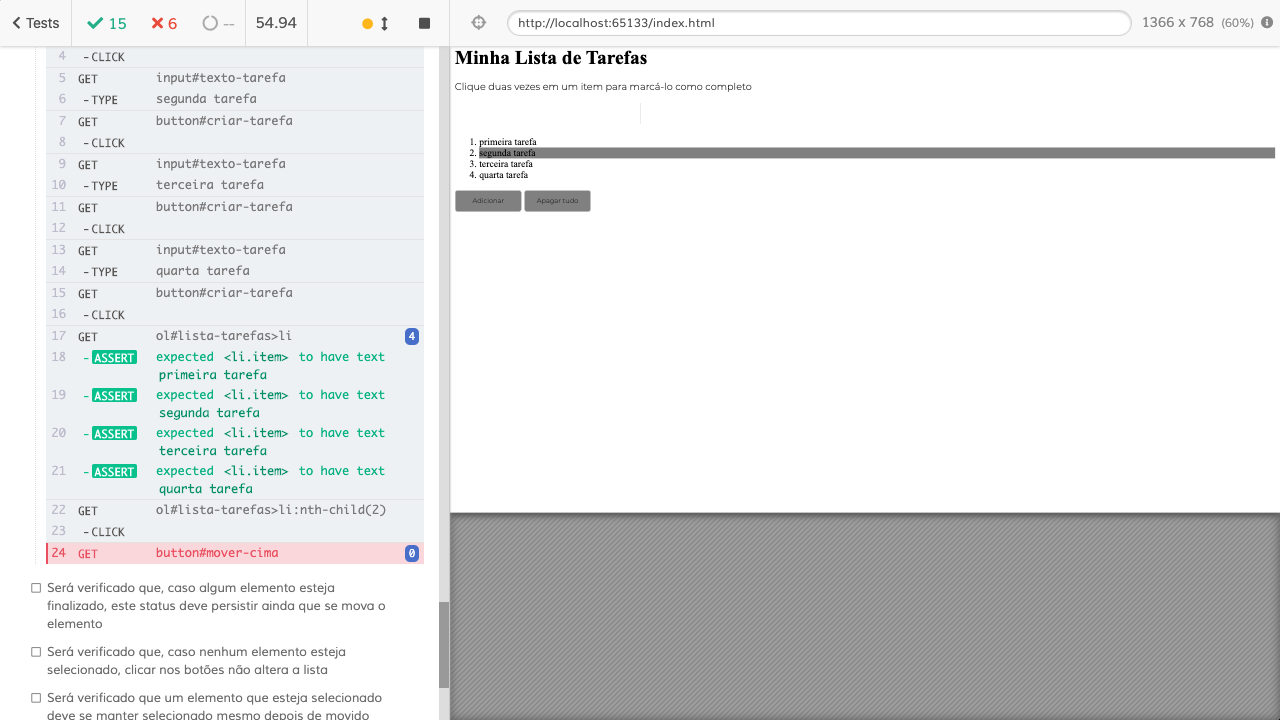 Tests 15 6 -- 54.94
http://localhost:65133/index.html 1366 x 768 (60%)
4 - CLICK
5 GET input#texto-tarefa
6 - TYPE segunda tarefa
7 GET button#criar-tarefa
8 - CLICK
9 GET input#texto-tarefa
10 - TYPE terceira tarefa
11 GET button#criar-tarefa
12 - CLICK
13 GET input#texto-tarefa
14 - TYPE quarta tarefa
15 GET button#criar-tarefa
16 - CLICK
17 GET ol#lista-tarefas>li 4
18 - ASSERT expected <li.item> to have text
primeira tarefa
19 - ASSERT expected <li.item> to have text
segunda tarefa
20 - ASSERT expected <li.item> to have text
terceira tarefa
21 - ASSERT expected <li.item> to have text
quarta tarefa
22 GET ol#lista-tarefas>li:nth-child(2)
23 - CLICK
24 GET button#mover-cima 0
Será verificado que, caso algum elemento esteja
finalizado, este status deve persistir ainda que se mova o
elemento
Será verificado que, caso nenhum elemento esteja
selecionado, clicar nos botões não altera a lista
Será verificado que um elemento que esteja selecionado
deve se manter selecionado mesmo depois de movido
Minha Lista de Tarefas
Clique duas vezes em um item para marcá-lo como completo
1. primeira tarefa
2. segunda tarefa
3. terceira tarefa
4. quarta tarefa
Adicionar Apagar tudo